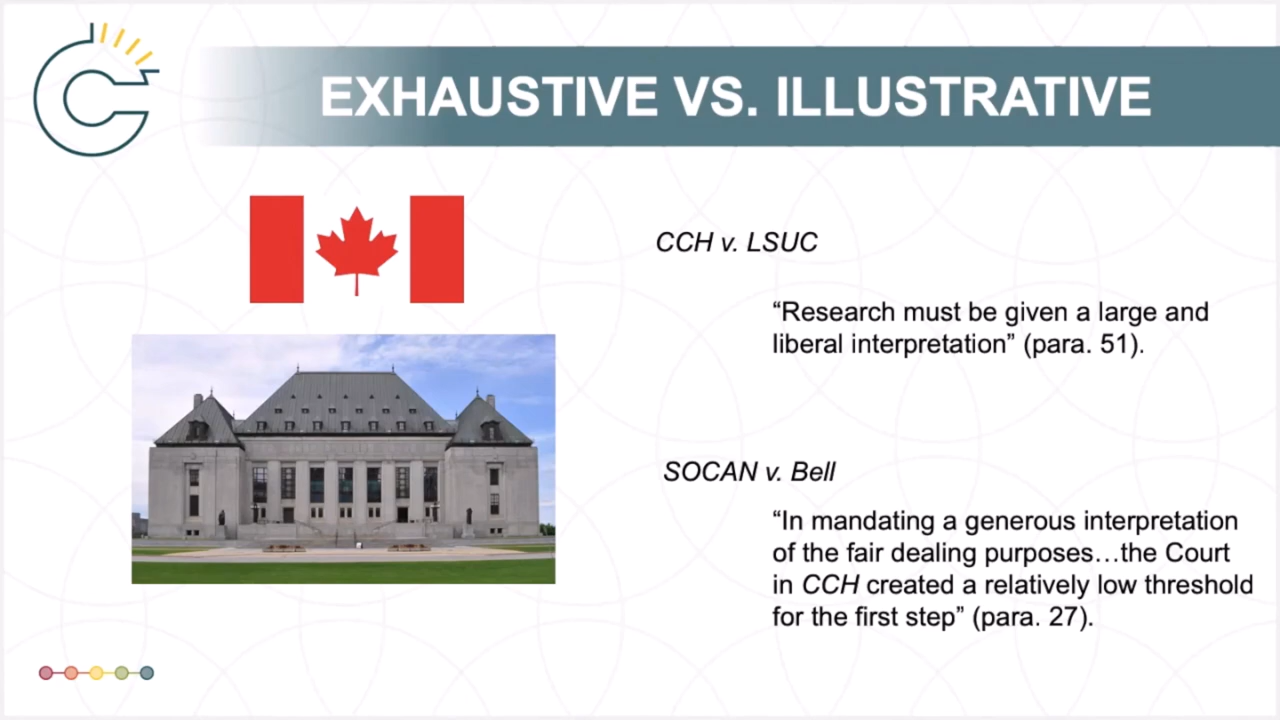 EXHAUSTIVE VS. ILLUSTRATIVE
CCH v. LSUC
“Research must be given a large and
liberal interpretation” (para. 51).
SOCAN v. Bell
“In mandating a generous interpretation
of the fair dealing purposes…the Court
in CCH created a relatively low threshold
for the first step” (para. 27).